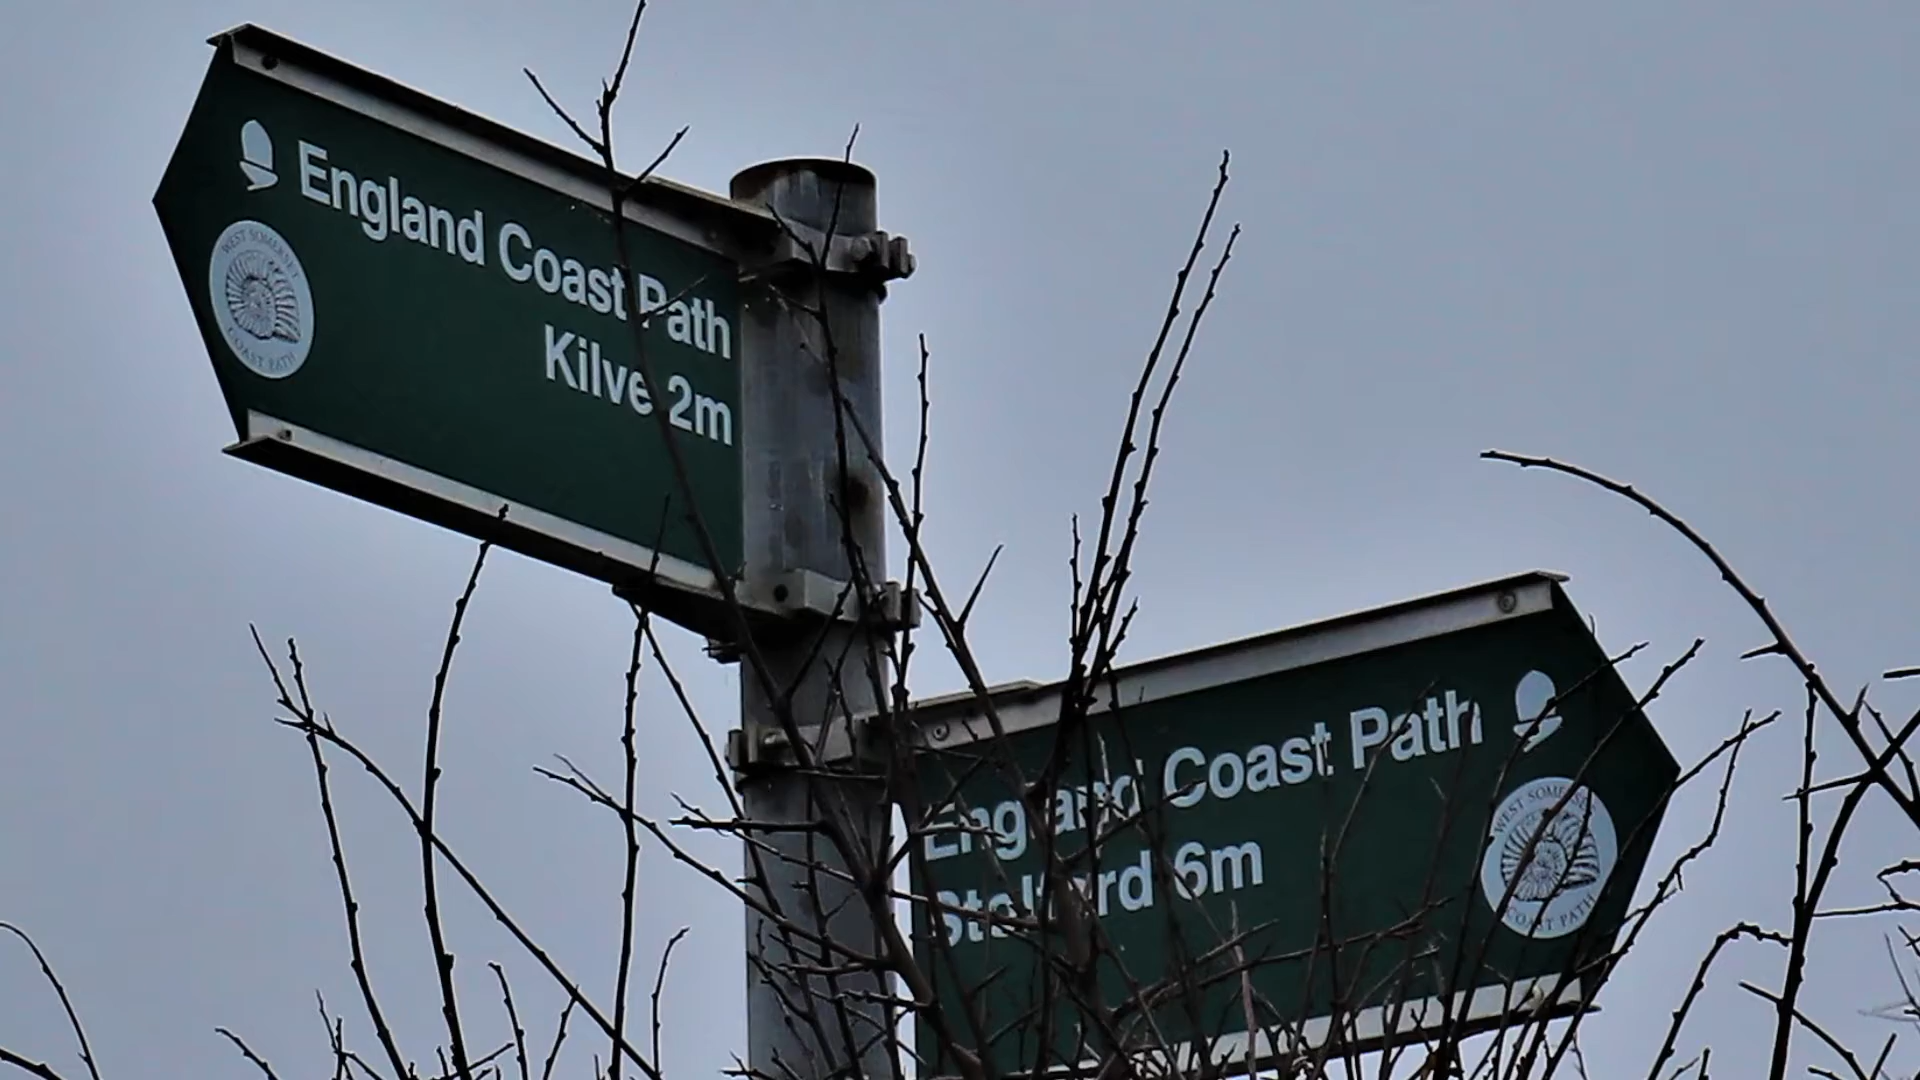 England Coast Path
WEST SOMERSET
COAST PATH
Kilve 2m
England Coast Path
Stolford 6m
WEST SOMERSET
COAST PATH